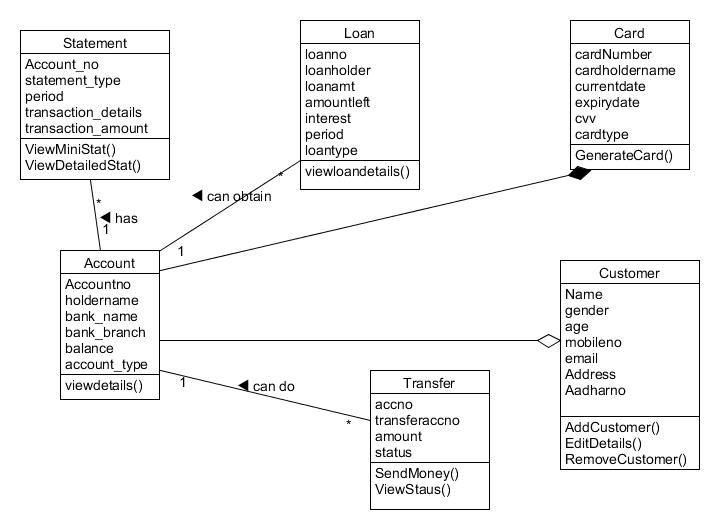 Statement
Account_no
statement_type
period
transaction_details
transaction_amount
ViewMiniStat()
ViewDetailedStat()
Loan
loanno
loanholder
loanamt
amountleft
interest
period
loantype
viewloandetails()
Card
cardNumber
cardholdername
currentdate
expirydate
cvv
cardtype
GenerateCard()
*
◀ can obtain
*
◀ has
1
1
Account
Accountno
holdername
bank_name
bank_branch
balance
account_type
viewdetails()
Customer
Name
gender
age
mobileno
email
Address
Aadharno
AddCustomer()
EditDetails()
RemoveCustomer()
1
◀ can do
*
Transfer
accno
transferaccno
amount
status
SendMoney()
ViewStaus()